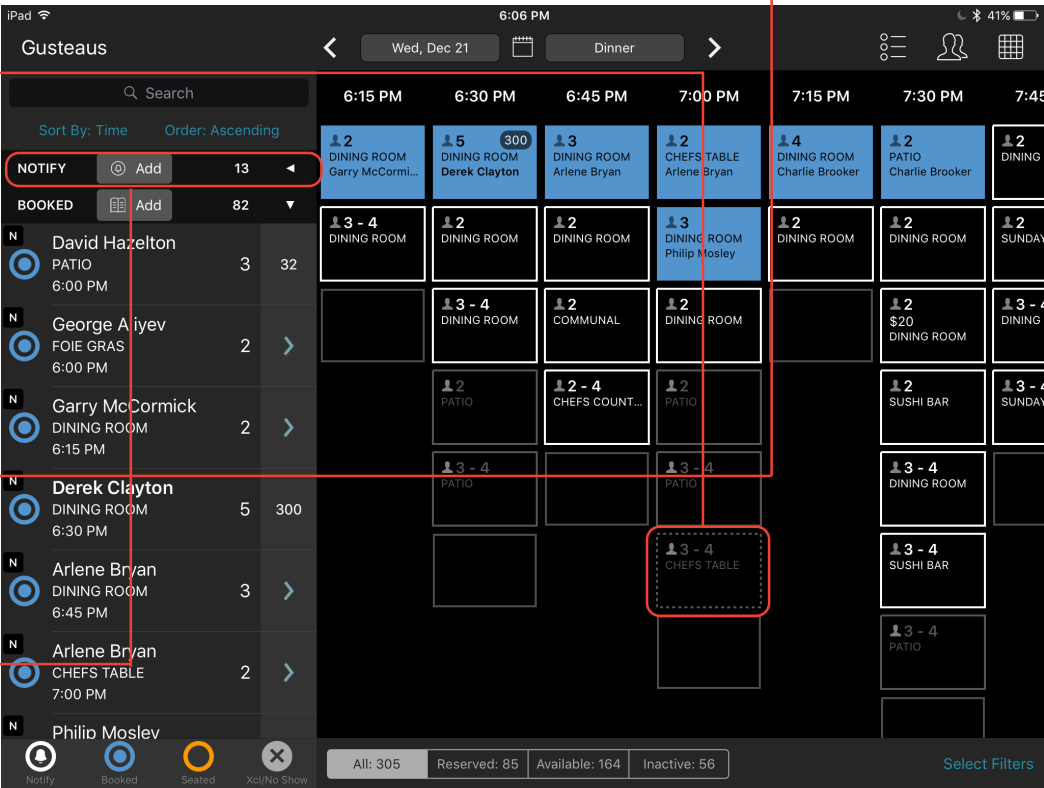 iPad 6:06 PM 41%
Gusteaus Wed, Dec 21 Dinner
Search
Sort By: Time Order: Ascending
NOTIFY Add 13
BOOKED Add 82
N
David Hazelton
PATIO 3 32
6:00 PM
N
George Aliyev
FOIE GRAS 2
6:00 PM
N
Garry McCormick
DINING ROOM 2
6:15 PM
N
Derek Clayton
DINING ROOM 5 300
6:30 PM
N
Arlene Bryan
DINING ROOM 3
6:45 PM
N
Arlene Bryan
CHEFS TABLE 2
7:00 PM
N
Philip Mosley
Notify Booked Seated Xcl/No Show
6:15 PM 6:30 PM 6:45 PM 7:00 PM 7:15 PM 7:30 PM 7:45
2
DINING ROOM
Garry McCormi...
5 300
DINING ROOM
Derek Clayton
3
DINING ROOM
Arlene Bryan
2
CHEFS TABLE
Arlene Bryan
4
DINING ROOM
Charlie Brooker
2
PATIO
Charlie Brooker
2
DINING
3 - 4
DINING ROOM
2
DINING ROOM
2
DINING ROOM
3
DINING ROOM
Philip Mosley
2
DINING ROOM
2
DINING ROOM
2
SUNDAY
3 - 4
DINING ROOM
2
COMMUNAL
2
DINING ROOM
2
$20
DINING ROOM
3 - 4
DINING
2
PATIO
2 - 4
CHEFS COUNT...
2
PATIO
2
SUSHI BAR
3 - 4
SUNDAY
3 - 4
PATIO
3 - 4
PATIO
3 - 4
DINING ROOM
3 - 4
CHEFS TABLE
3 - 4
SUSHI BAR
3 - 4
PATIO
All: 305 Reserved: 85 Available: 164 Inactive: 56 Select Filters